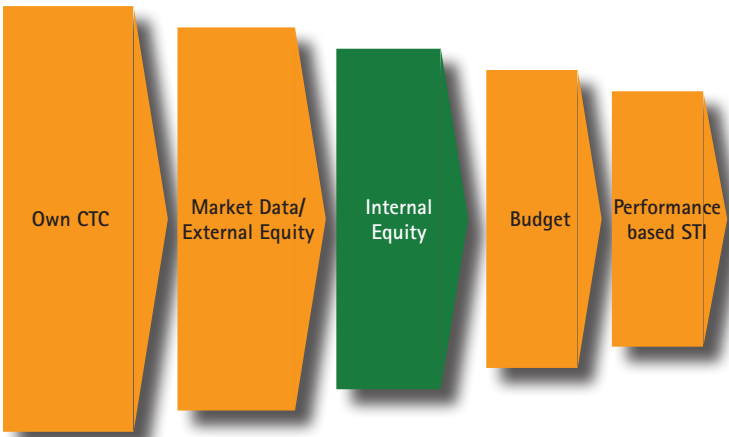 Own CTC
Market Data/
External Equity
Internal
Equity
Budget
Performance
based STI